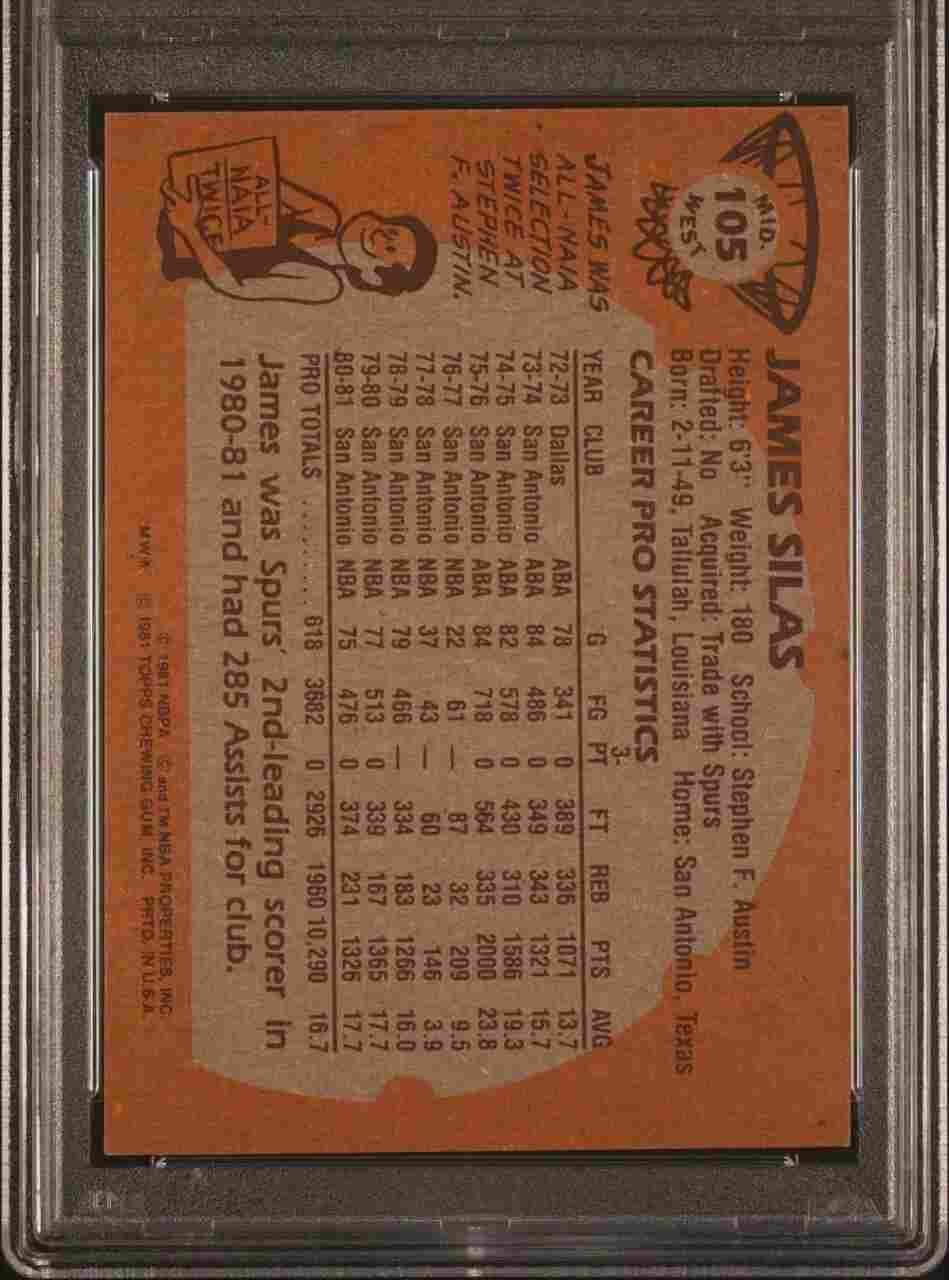 MID.
105
WEST
JAMES SILAS
Height: 6'3" Weight: 180 School: Stephen F. Austin
Drafted: No Acquired: Trade with Spurs
Born: 2-11-49, Tallulah, Louisiana Home: San Antonio, Texas
JAMES WAS
ALL-NAIA
SELECTION
TWICE AT
STEPHEN
F. AUSTIN.
ALL-
NAIA
TWICE
CAREER PRO STATISTICS
YEAR CLUB G FG 3-PT FT REB PTS AVG
72-73 Dallas ABA 78 341 0 389 336 1071 13.7
73-74 San Antonio ABA 84 486 0 349 343 1321 15.7
74-75 San Antonio ABA 82 578 0 430 310 1586 19.3
75-76 San Antonio ABA 84 718 0 564 335 2000 23.8
76-77 San Antonio NBA 22 61 — 87 32 209 9.5
77-78 San Antonio NBA 37 43 — 60 23 146 3.9
78-79 San Antonio NBA 79 466 — 334 183 1266 16.0
79-80 San Antonio NBA 77 513 0 339 167 1365 17.7
80-81 San Antonio NBA 75 476 0 374 231 1326 17.7
PRO TOTALS ......... 618 3682 0 2926 1960 10,290 16.7
James was Spurs' 2nd-leading scorer in
1980-81 and had 285 Assists for club.
© 1981 NBPA, © and TM NBA PROPERTIES, INC.
© 1981 TOPPS CHEWING GUM, INC. PRTD. IN U.S.A.